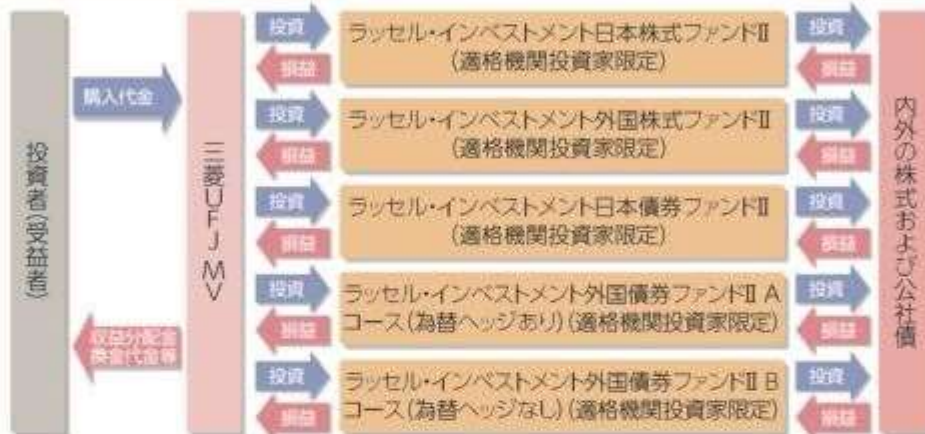 投資者(受益者)
購入代金
収益分配金
換金代金等
三菱UFJ MV
投資
損益
ラッセル・インベストメント日本株式ファンドⅡ
(適格機関投資家限定)
投資
損益
投資
損益
ラッセル・インベストメント外国株式ファンドⅡ
(適格機関投資家限定)
投資
損益
投資
損益
ラッセル・インベストメント日本債券ファンドⅡ
(適格機関投資家限定)
投資
損益
投資
損益
ラッセル・インベストメント外国債券ファンドⅡ A
コース(為替ヘッジあり)(適格機関投資家限定)
投資
損益
投資
損益
ラッセル・インベストメント外国債券ファンドⅡ B
コース(為替ヘッジなし)(適格機関投資家限定)
投資
損益
内外の株式および公社債